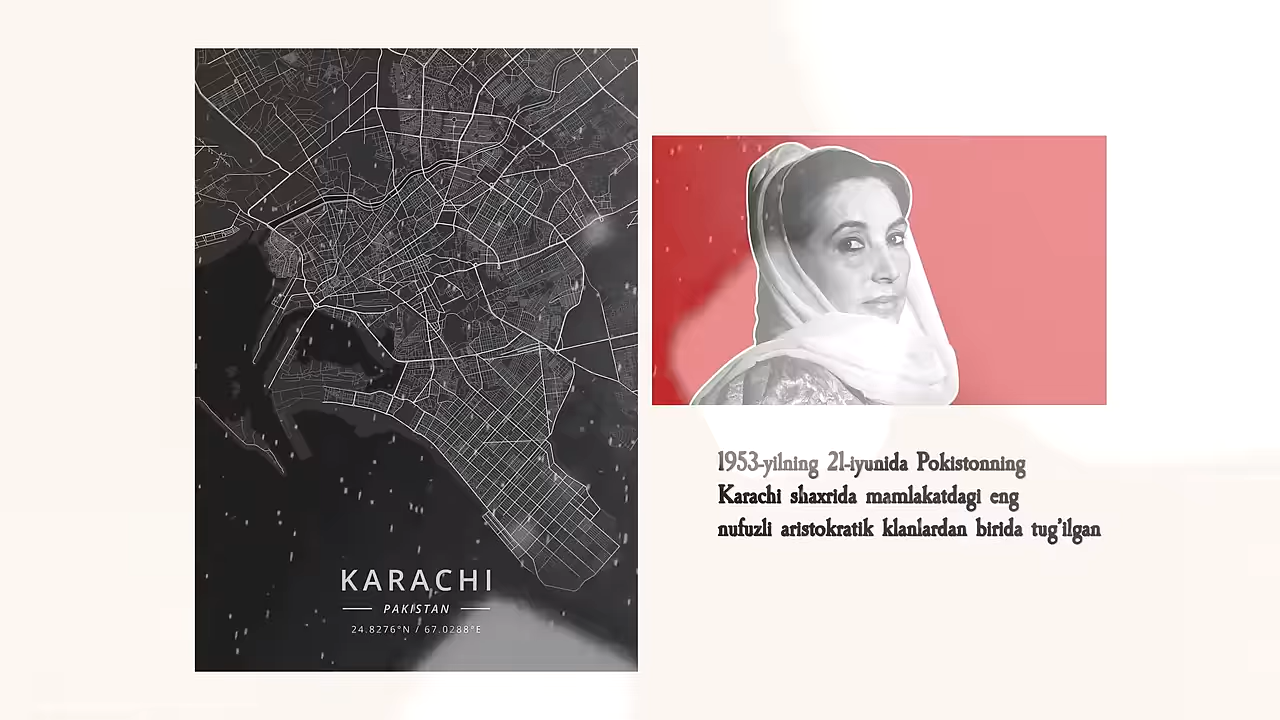 KARACHI
PAKISTAN
24.8276°N / 67.0288°E
1953-yilning 21-iyunida Pokistonning
Karachi shaxrida mamlakatdagi eng
nufuzli aristokratik klanlardan birida tug'ilgan